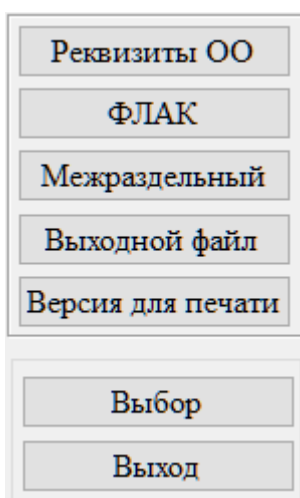 Реквизиты ОО
ФЛАК
Межраздельный
Выходной файл
Версия для печати
Выбор
Выход